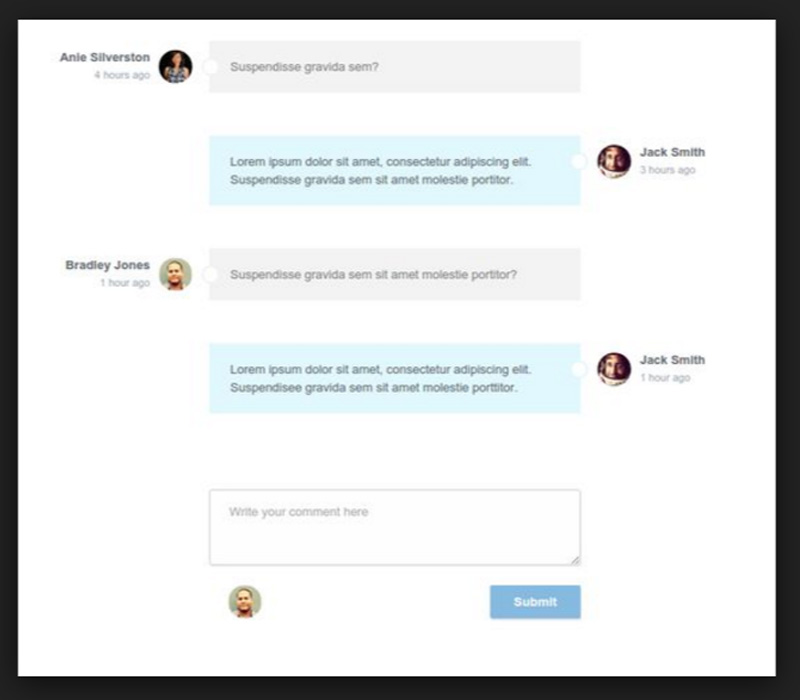 Anie Silverston
4 hours ago
Suspendisse gravida sem?
Lorem ipsum dolor sit amet, consectetur adipiscing elit.
Suspendisse gravida sem sit amet molestie portitor.
Jack Smith
3 hours ago
Bradley Jones
1 hour ago
Suspendisse gravida sem sit amet molestie portitor?
Lorem ipsum dolor sit amet, consectetur adipiscing elit.
Suspendisee gravida sem sit amet molestie porttitor.
Jack Smith
1 hour ago
Write your comment here
Submit